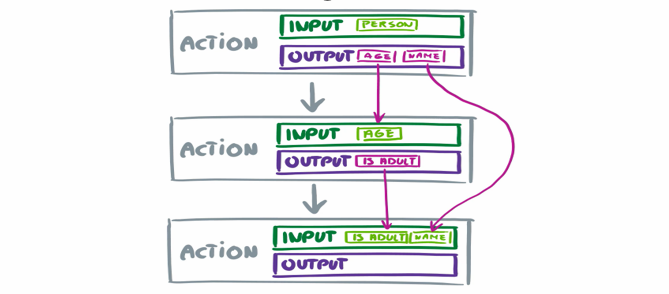 INPUT PERSON
ACTION
OUTPUT AGE NAME
INPUT AGE
ACTION
OUTPUT IS ADULT
INPUT IS ADULT NAME
ACTION
OUTPUT